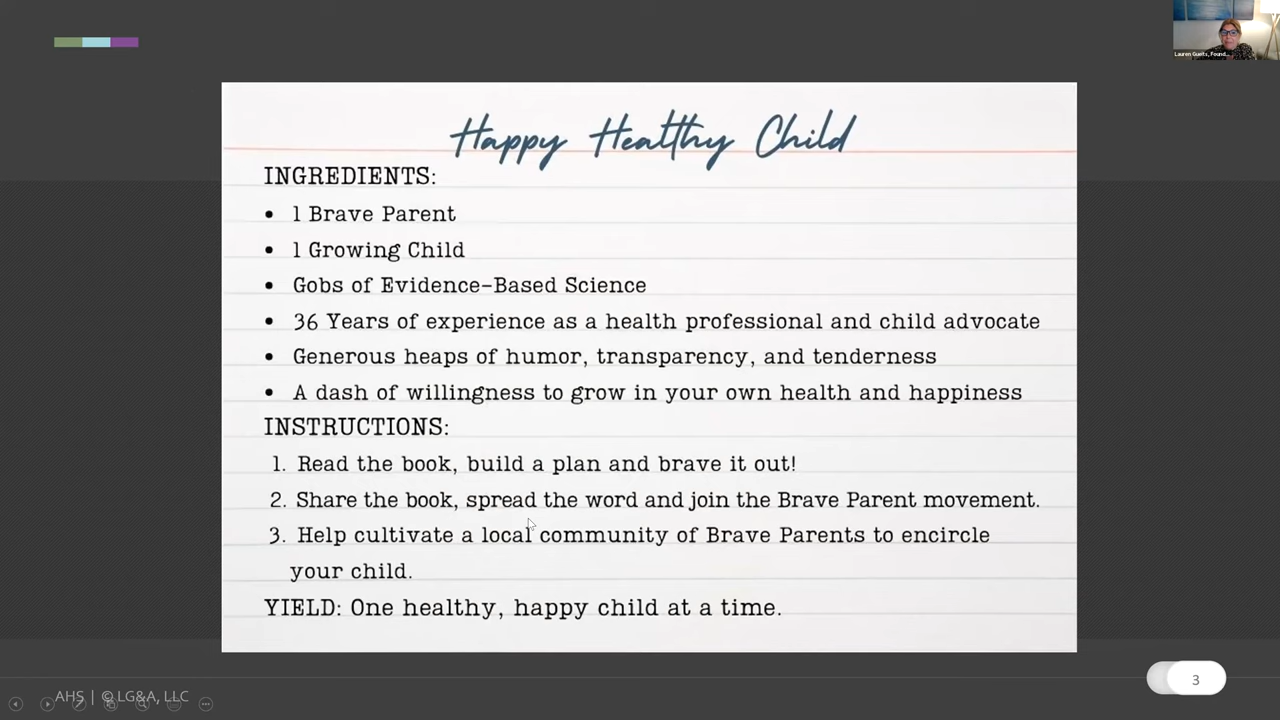 Lauren Gueits, Found...
Happy Healthy Child
INGREDIENTS:
• 1 Brave Parent
• 1 Growing Child
• Gobs of Evidence-Based Science
• 36 Years of experience as a health professional and child advocate
• Generous heaps of humor, transparency, and tenderness
• A dash of willingness to grow in your own health and happiness
INSTRUCTIONS:
1. Read the book, build a plan and brave it out!
2. Share the book, spread the word and join the Brave Parent movement.
3. Help cultivate a local community of Brave Parents to encircle
your child.
YIELD: One healthy, happy child at a time.
3
AHS | © LG&A, LLC